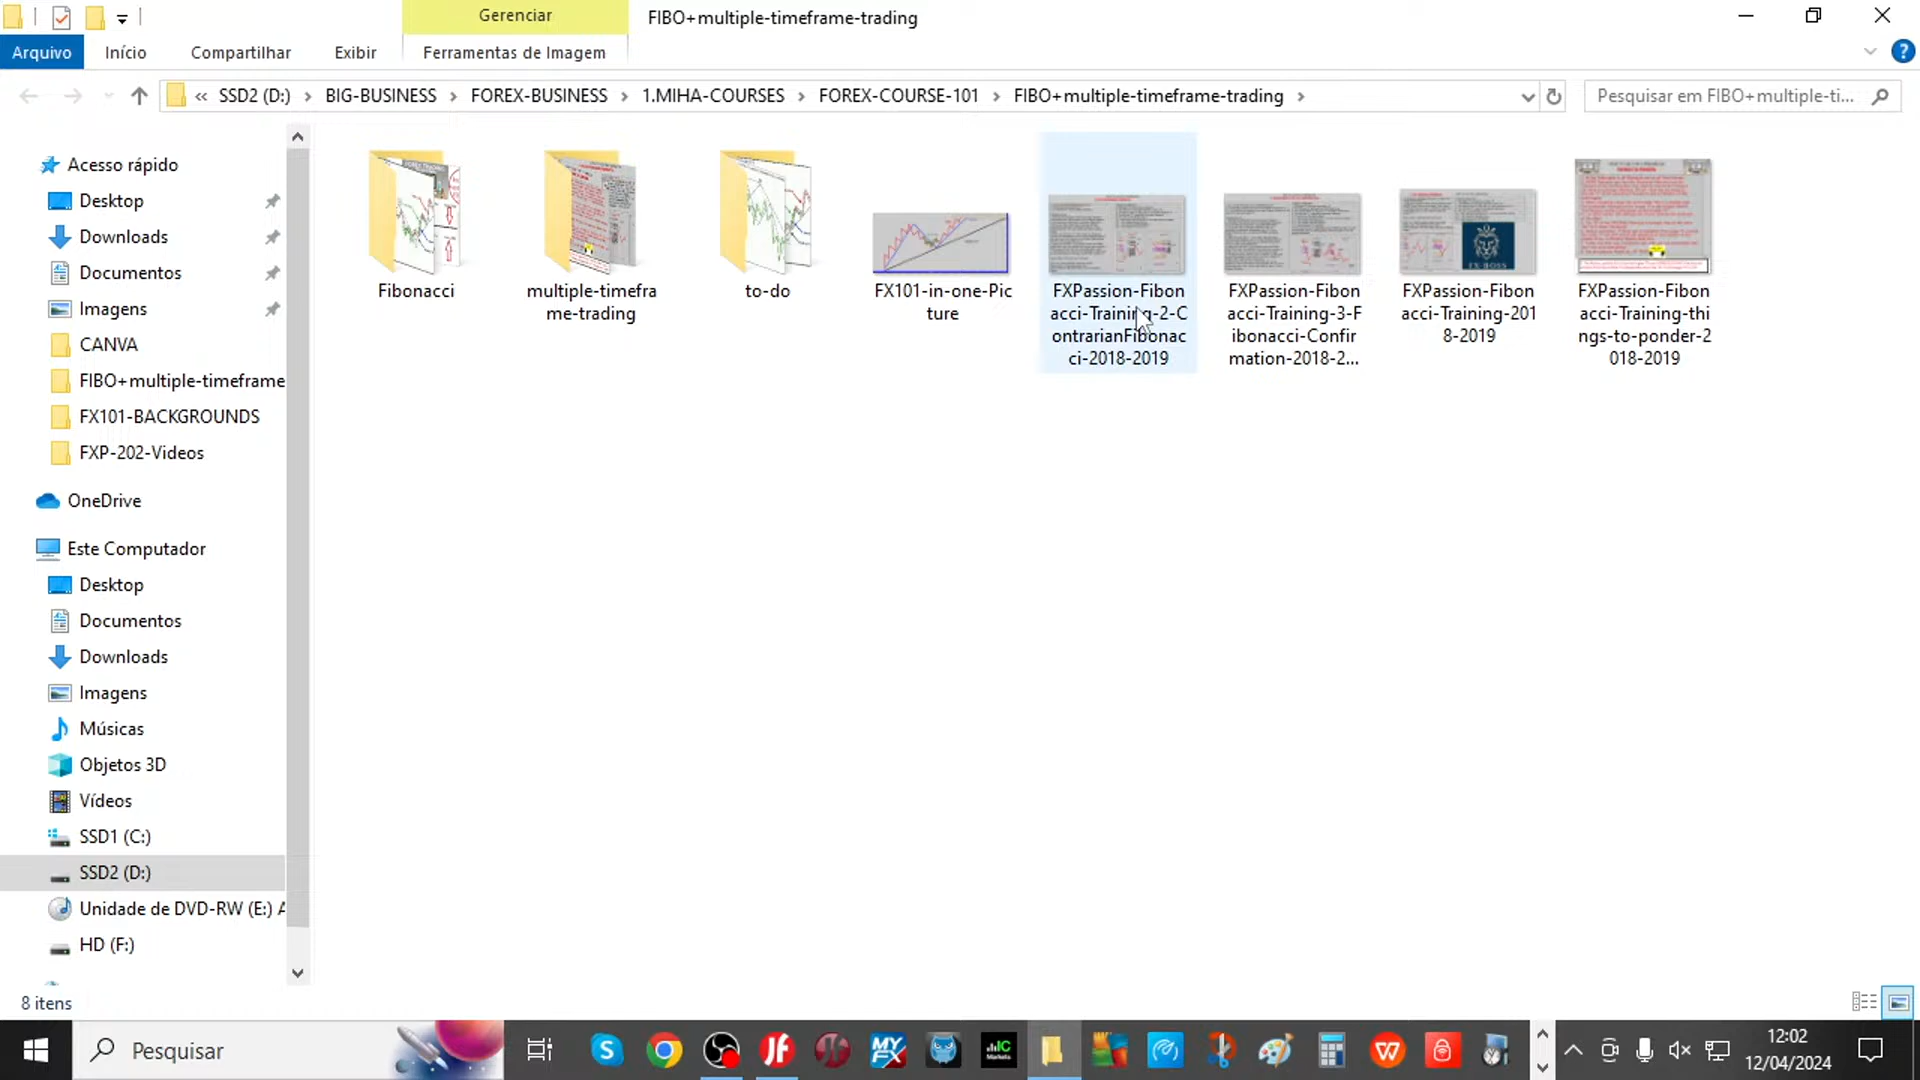 Gerenciar
FIBO+multiple-timeframe-trading
Arquivo
Início
Compartilhar
Exibir
Ferramentas de Imagem
« SSD2 (D:) › BIG-BUSINESS › FOREX-BUSINESS › 1.MIHA-COURSES › FOREX-COURSE-101 › FIBO+multiple-timeframe-trading ›
Pesquisar em FIBO+multiple-ti...
Acesso rápido
Desktop
Downloads
Documentos
Imagens
CANVA
FIBO+multiple-timeframe
FX101-BACKGROUNDS
FXP-202-Videos
OneDrive
Este Computador
Desktop
Documentos
Downloads
Imagens
Músicas
Objetos 3D
Vídeos
SSD1 (C:)
SSD2 (D:)
Unidade de DVD-RW (E:) A
HD (F:)
Fibonacci
multiple-timefra
me-trading
to-do
FX101-in-one-Pic
ture
FXPassion-Fibon
acci-Training-2-C
ontrarianFibonac
ci-2018-2019
FXPassion-Fibon
acci-Training-3-F
ibonacci-Confir
mation-2018-2...
FXPassion-Fibon
acci-Training-201
8-2019
FXPassion-Fibon
acci-Training-thi
ngs-to-ponder-2
018-2019
8 itens
Pesquisar
MY
FX
IC
Markets
12:02
12/04/2024